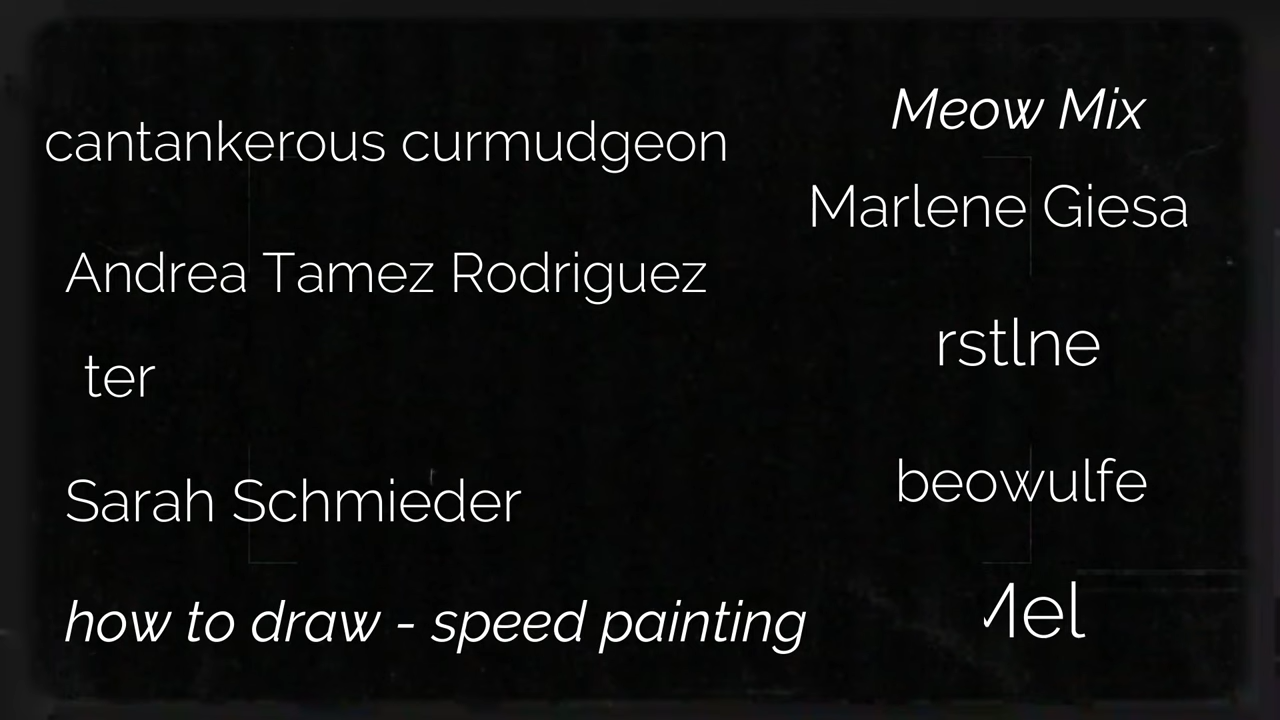 cantankerous curmudgeon
Andrea Tamez Rodriguez
ter
Sarah Schmieder
how to draw - speed painting
Meow Mix
Marlene Giesa
rstlne
beowulfe
Mel